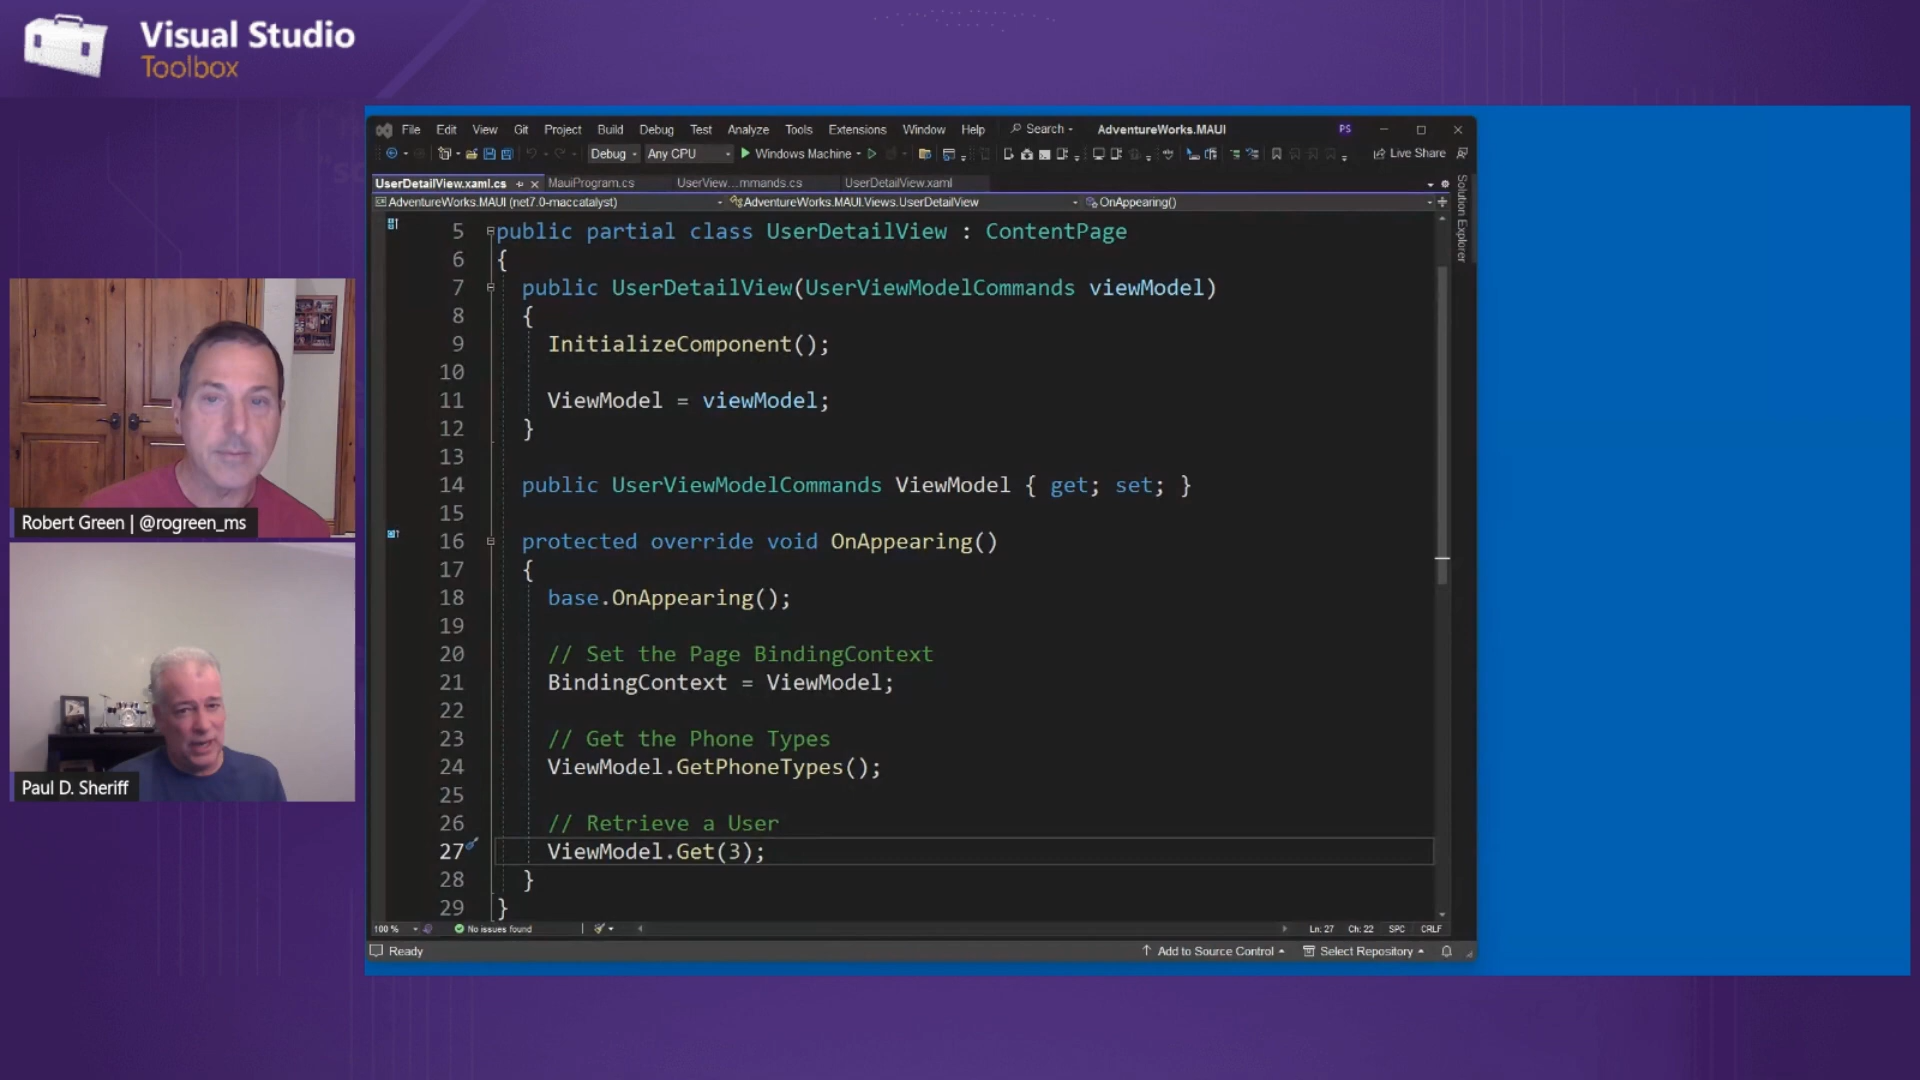 Visual Studio
Toolbox
File Edit View Git Project Build Debug Test Analyze Tools Extensions Window Help Search AdventureWorks.MAUI PS
Debug Any CPU Windows Machine Live Share
UserDetailView.xaml.cs MauiProgram.cs UserView...mmands.cs UserDetailView.xaml
AdventureWorks.MAUI (net7.0-maccatalyst) AdventureWorks.MAUI.Views.UserDetailView OnAppearing()
Solution Explorer
5 public partial class UserDetailView : ContentPage
6 {
7 public UserDetailView(UserViewModelCommands viewModel)
8 {
9 InitializeComponent();
10
11 ViewModel = viewModel;
12 }
13
14 public UserViewModelCommands ViewModel { get; set; }
15
16 protected override void OnAppearing()
17 {
18 base.OnAppearing();
19
20 // Set the Page BindingContext
21 BindingContext = ViewModel;
22
23 // Get the Phone Types
24 ViewModel.GetPhoneTypes();
25
26 // Retrieve a User
27 ViewModel.Get(3);
28 }
29 }
100 % No issues found Ln: 27 Ch: 22 SPC CRLF
Ready Add to Source Control Select Repository
Robert Green | @rogreen_ms
Paul D. Sheriff